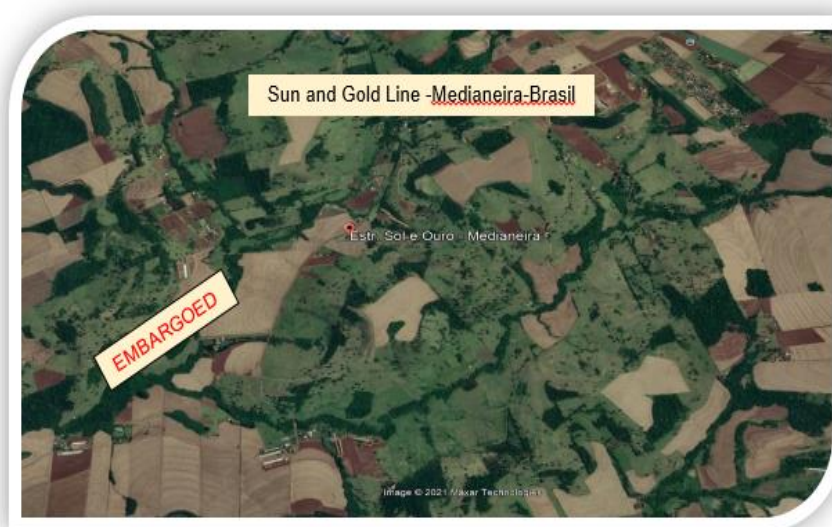 Sun and Gold Line -Medianeira-Brasil
Estr. Sol e Ouro - Medianeira
EMBARGOED
Image © 2021 Maxar Technologies